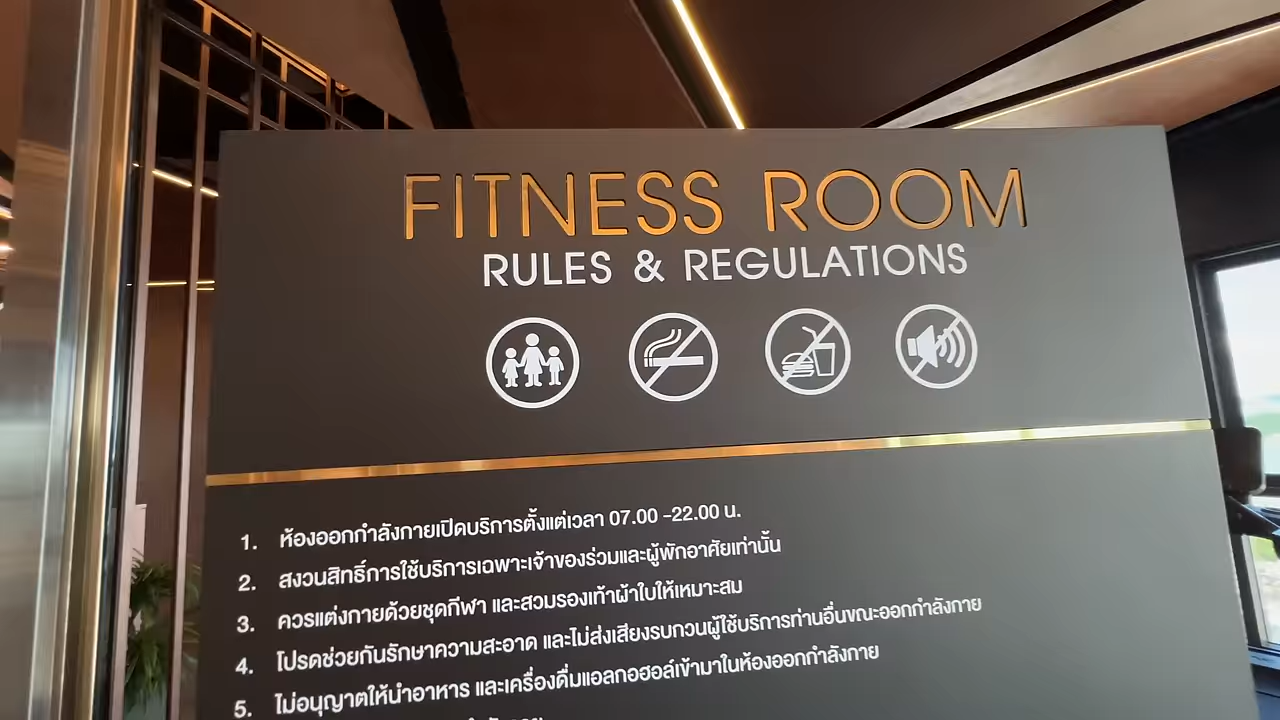 FITNESS ROOM
RULES & REGULATIONS
1. ห้องออกกำลังกายเปิดบริการตั้งแต่เวลา 07.00 -22.00 น.
2. สงวนสิทธิ์การใช้บริการเฉพาะเจ้าของร่วมและผู้พักอาศัยเท่านั้น
3. ควรแต่งกายด้วยชุดกีฬา และสวมรองเท้าผ้าใบให้เหมาะสม
4. โปรดช่วยกันรักษาความสะอาด และไม่ส่งเสียงรบกวนผู้ใช้บริการท่านอื่นขณะออกกำลังกาย
5. ไม่อนุญาตให้นำอาหาร และเครื่องดื่มแอลกอฮอล์เข้ามาในห้องออกกำลังกาย